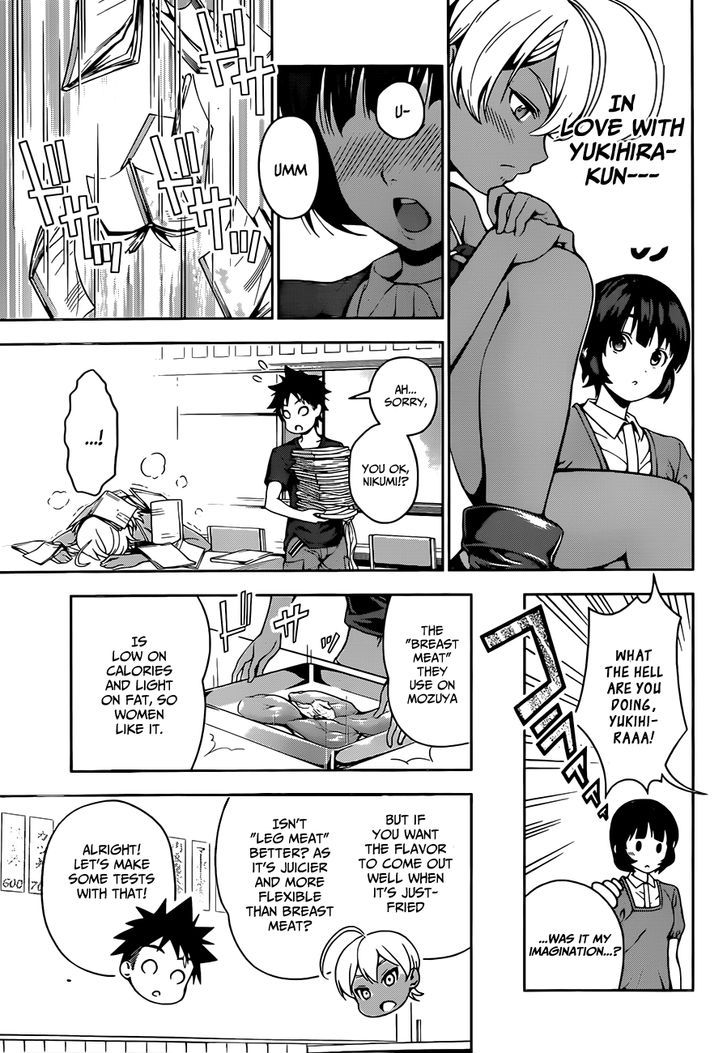 IN
LOVE WITH
YUKIHIRA-
KUN---
U-
UMM
AH...
SORRY,
YOU OK,
NIKUMI!?
...!
WHAT
THE HELL
ARE YOU
DOING,
YUKIHI-
RAAA!
...WAS IT MY
IMAGINATION...?
THE
"BREAST
MEAT"
THEY
USE ON
MOZUYA
IS
LOW ON
CALORIES
AND LIGHT
ON FAT, SO
WOMEN
LIKE IT.
BUT IF
YOU WANT
THE FLAVOR
TO COME
OUT WELL
WHEN IT'S
JUST-
FRIED
ISN'T
"LEG MEAT"
BETTER? AS
IT'S JUICIER
AND MORE
FLEXIBLE
THAN BREAST
MEAT?
ALRIGHT!
LET'S MAKE
SOME TESTS
WITH THAT!